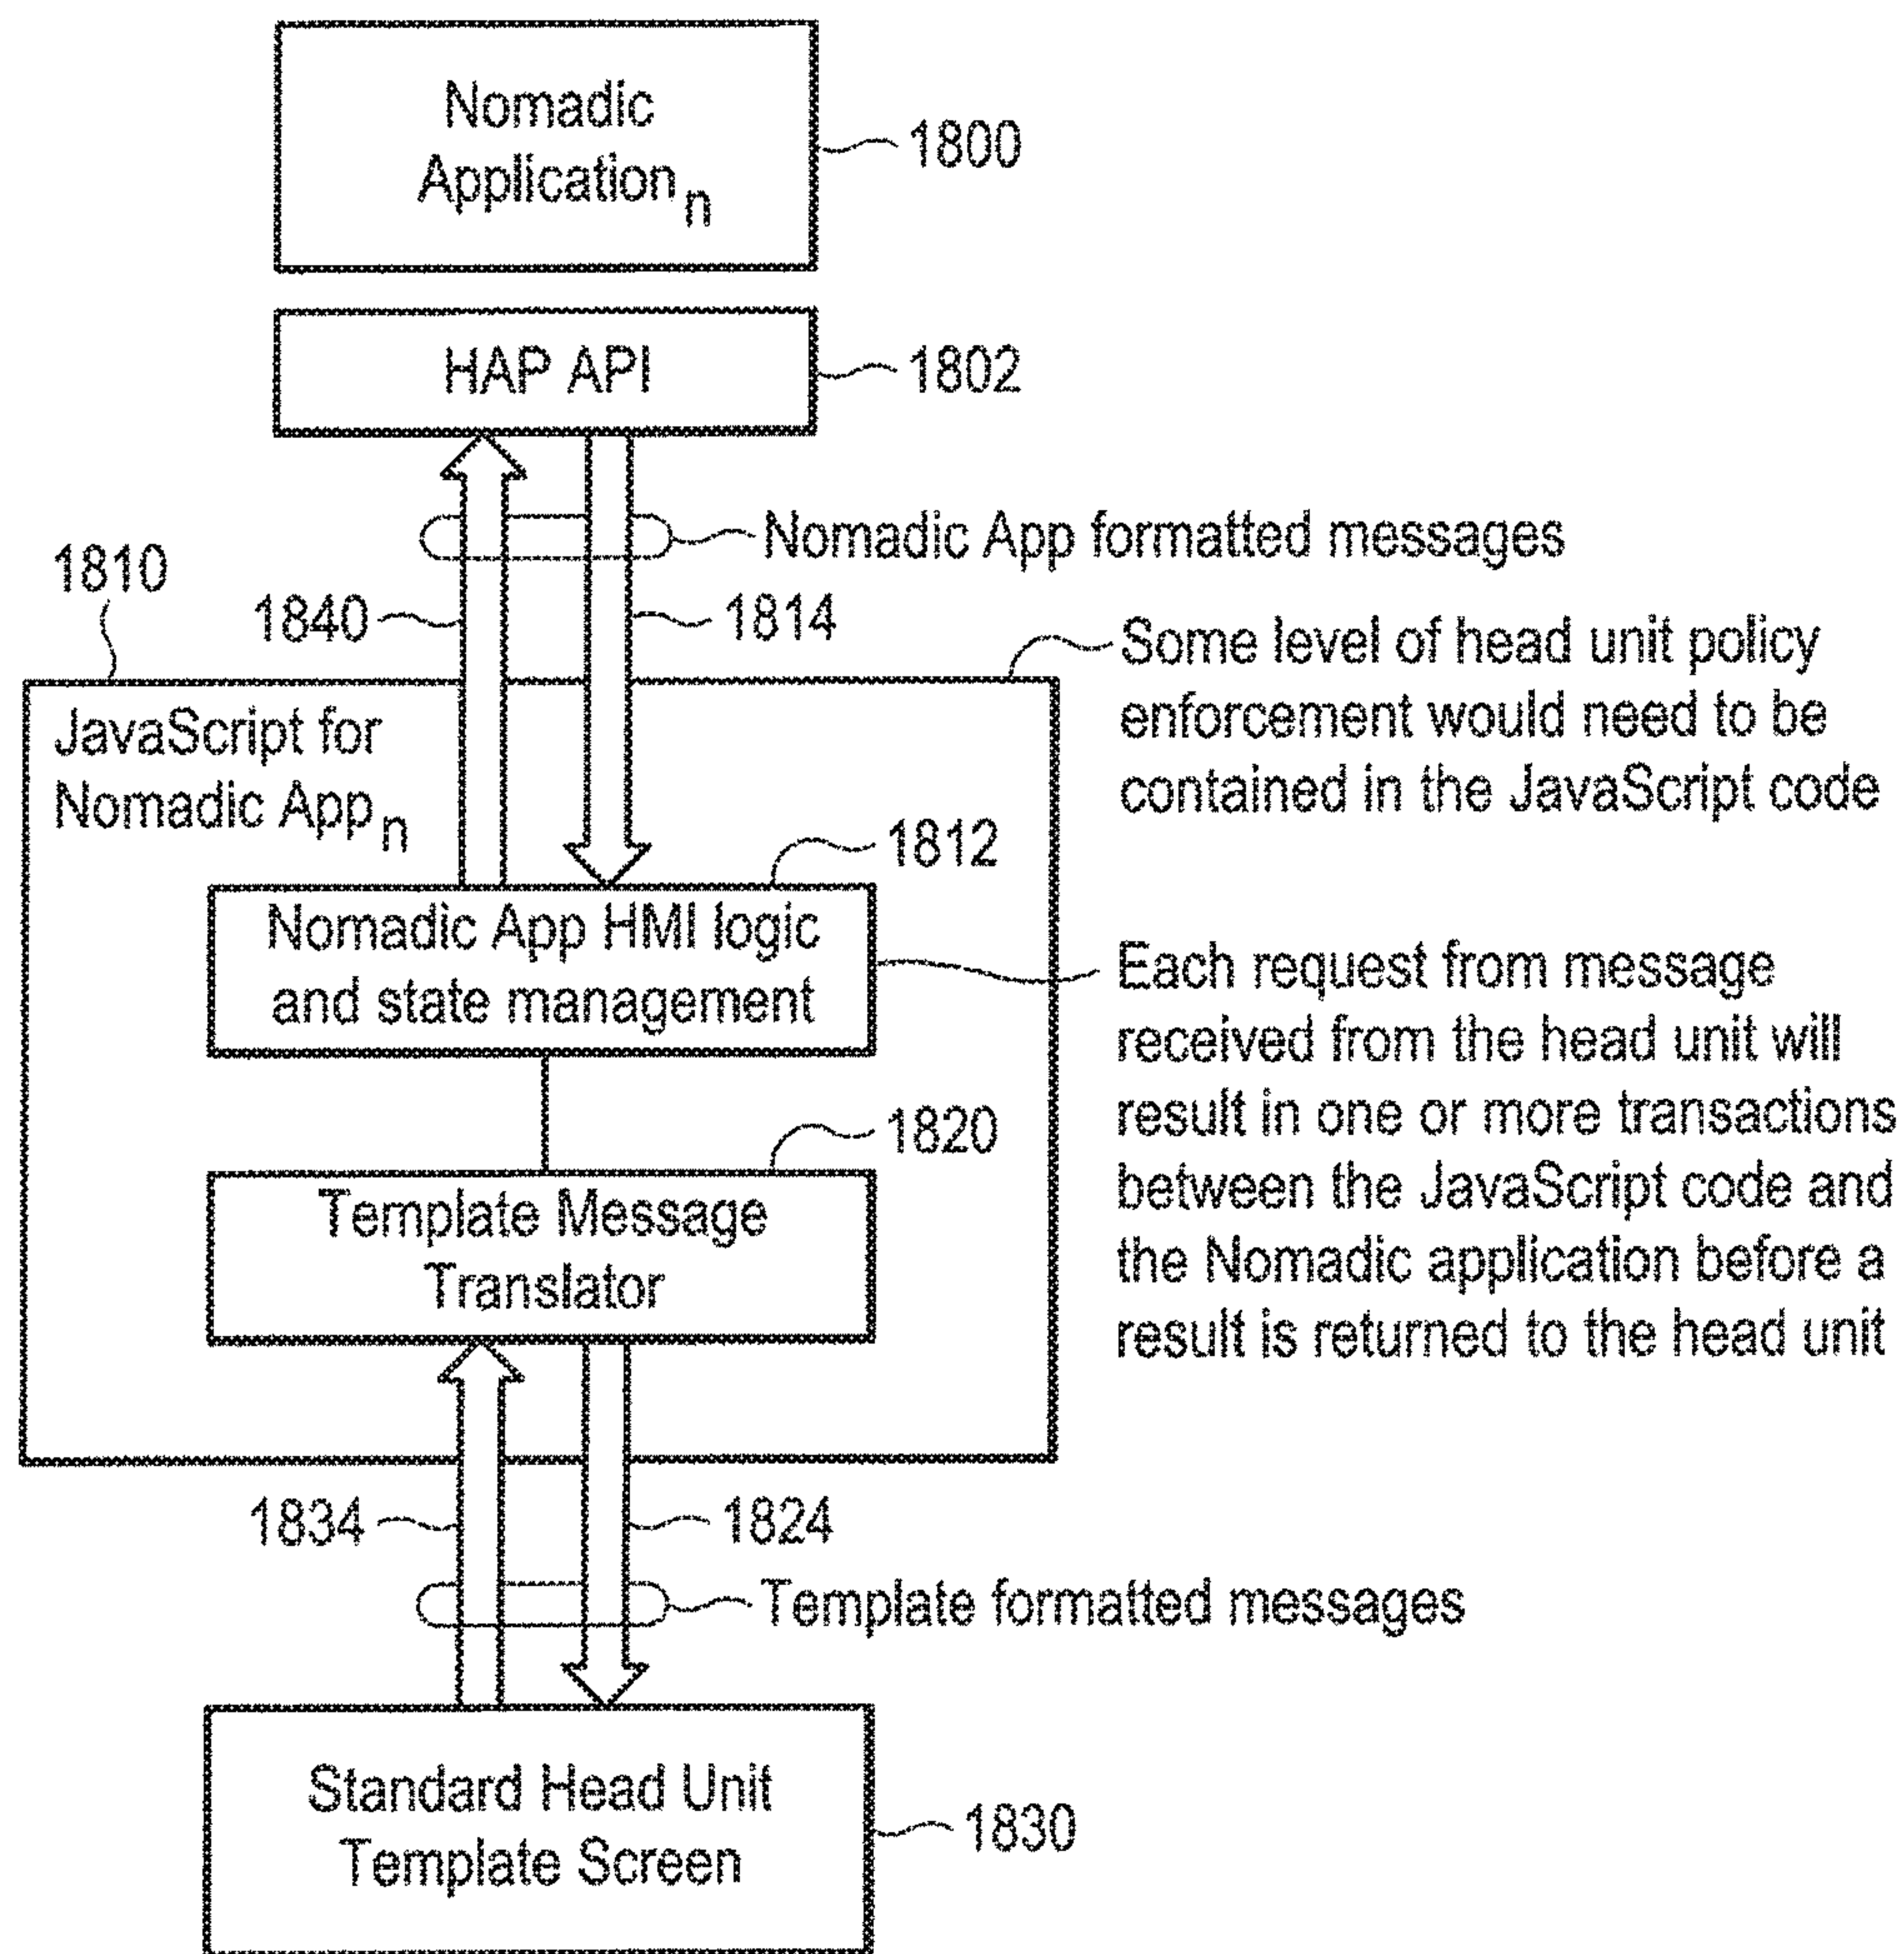 Nomadic
Application n
1800
HAP API
1802
Nomadic App formatted messages
1810
1840
1814
Some level of head unit policy
enforcement would need to be
contained in the JavaScript code
JavaScript for
Nomadic App n
1812
Nomadic App HMI logic
and state management
Each request from message
received from the head unit will
result in one or more transactions
between the JavaScript code and
the Nomadic application before a
result is returned to the head unit
1820
Template Message
Translator
1834
1824
Template formatted messages
Standard Head Unit
Template Screen
1830